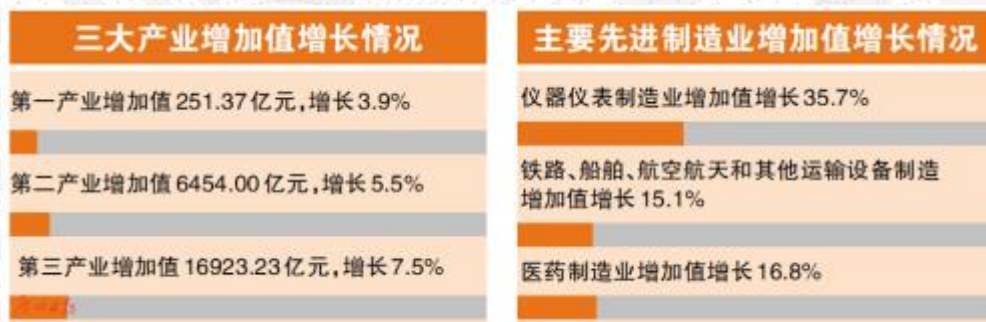 三大产业增加值增长情况
第一产业增加值251.37亿元,增长3.9%
第二产业增加值6454.00亿元,增长5.5%
第三产业增加值16923.23亿元,增长7.5%
主要先进制造业增加值增长情况
仪器仪表制造业增加值增长35.7%
铁路、船舶、航空航天和其他运输设备制造
增加值增长15.1%
医药制造业增加值增长16.8%